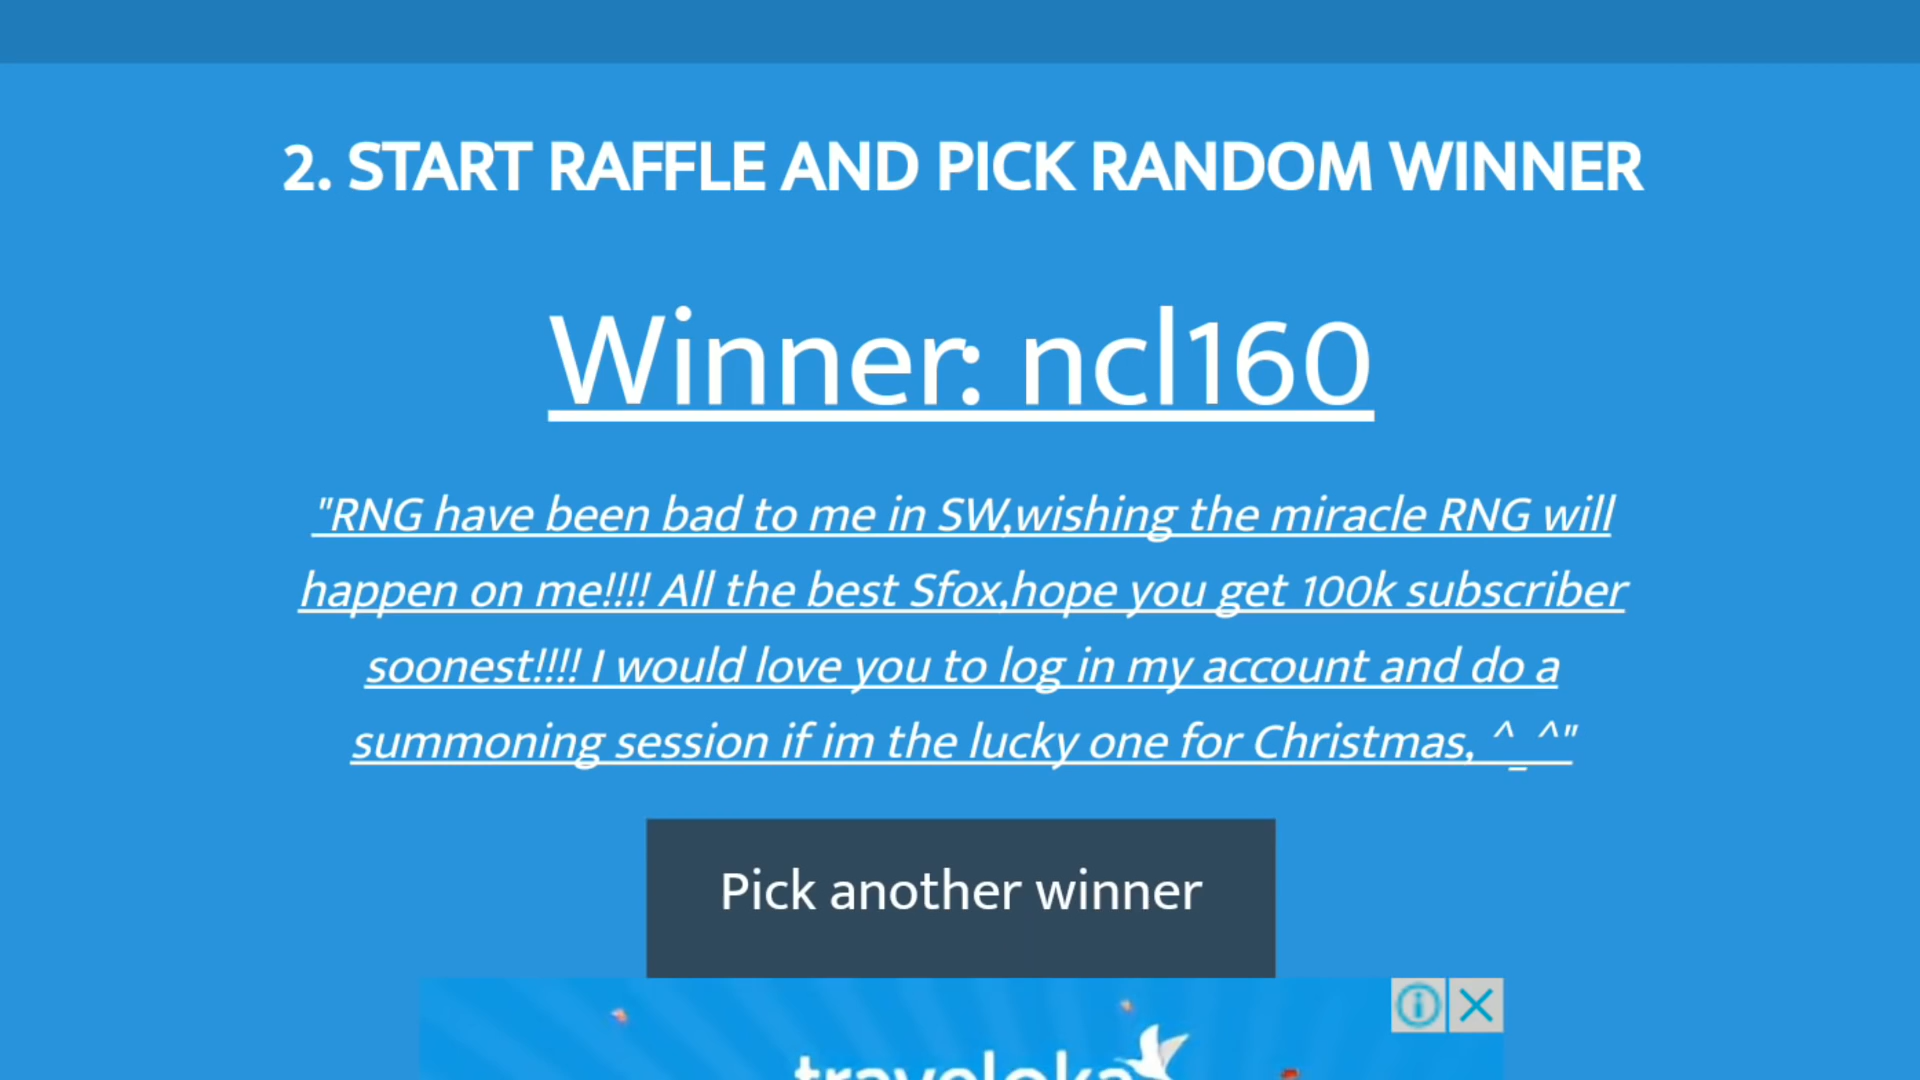 2. START RAFFLE AND PICK RANDOM WINNER
Winner: ncl160
"RNG have been bad to me in SW,wishing the miracle RNG will
happen on me!!!! All the best Sfox,hope you get 100k subscriber
soonest!!!! I would love you to log in my account and do a
summoning session if im the lucky one for Christmas, ^_^"
Pick another winner
traveloka